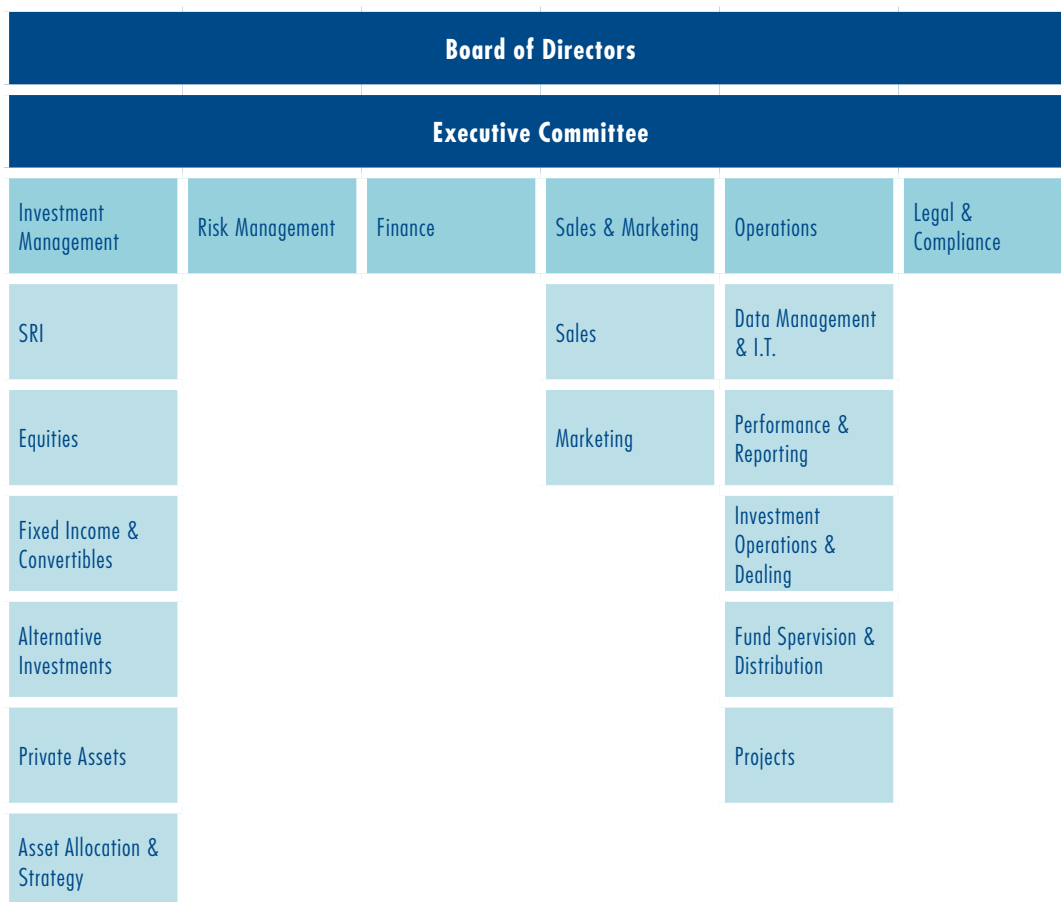 Board of Directors
Executive Committee
Investment
Management
Risk Management
Finance
Sales & Marketing
Operations
Legal &
Compliance
SRI
Sales
Data Management
& I.T.
Equities
Marketing
Performance &
Reporting
Fixed Income &
Convertibles
Investment
Operations &
Dealing
Alternative
Investments
Fund Spervision &
Distribution
Private Assets
Projects
Asset Allocation &
Strategy